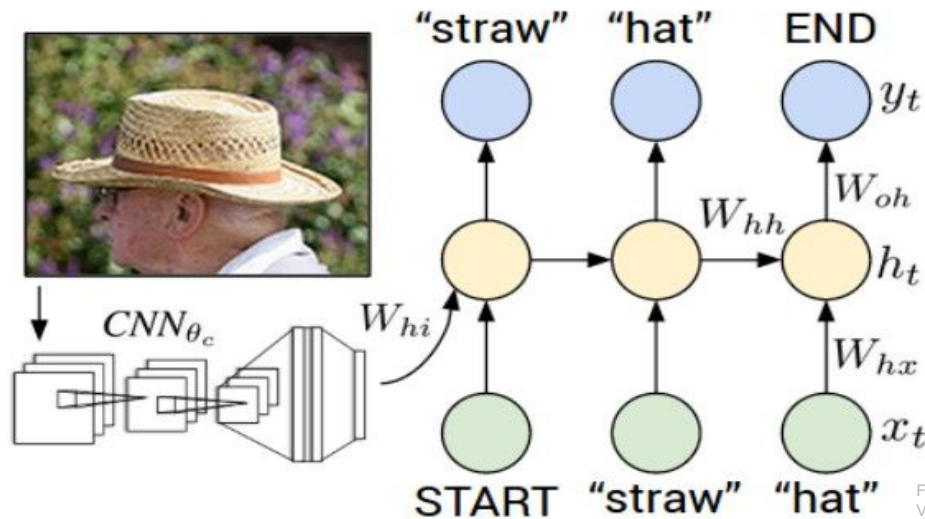 “straw” “hat” END
y_t
W_oh
W_hh
h_t
CNN_θc
W_hi
W_hx
x_t
START “straw” “hat”
F
V